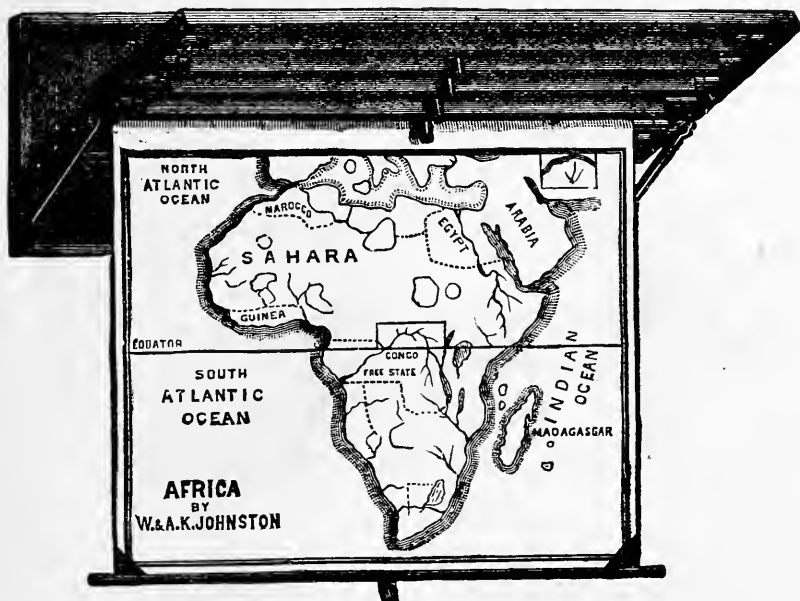 NORTH
ATLANTIC
OCEAN
MAROCCO
EGYPT
ARABIA
SAHARA
GUINEA
EQUATOR
CONGO
FREE STATE
SOUTH
ATLANTIC
OCEAN
INDIAN
OCEAN
MADAGASGAR
AFRICA
BY
W. & A.K. JOHNSTON